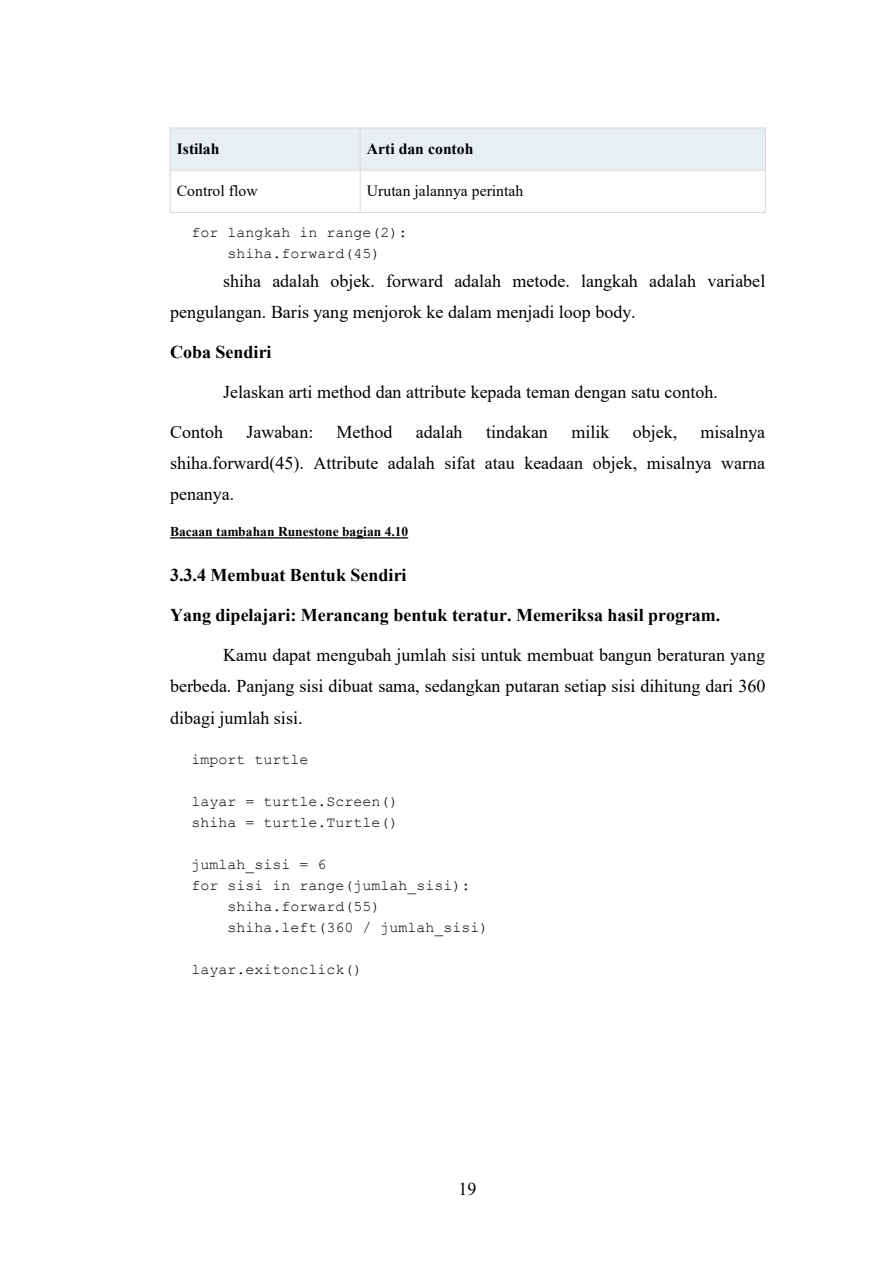 Istilah Arti dan contoh
Control flow Urutan jalannya perintah
for langkah in range(2):
    shiha.forward(45)
shiha adalah objek. forward adalah metode. langkah adalah variabel
pengulangan. Baris yang menjorok ke dalam menjadi loop body.
Coba Sendiri
Jelaskan arti method dan attribute kepada teman dengan satu contoh.
Contoh Jawaban: Method adalah tindakan milik objek, misalnya
shiha.forward(45). Attribute adalah sifat atau keadaan objek, misalnya warna
penanya.
Bacaan tambahan Runestone bagian 4.10
3.3.4 Membuat Bentuk Sendiri
Yang dipelajari: Merancang bentuk teratur. Memeriksa hasil program.
Kamu dapat mengubah jumlah sisi untuk membuat bangun beraturan yang
berbeda. Panjang sisi dibuat sama, sedangkan putaran setiap sisi dihitung dari 360
dibagi jumlah sisi.
import turtle
layar = turtle.Screen()
shiha = turtle.Turtle()
jumlah_sisi = 6
for sisi in range(jumlah_sisi):
    shiha.forward(55)
    shiha.left(360 / jumlah_sisi)
layar.exitonclick()
19